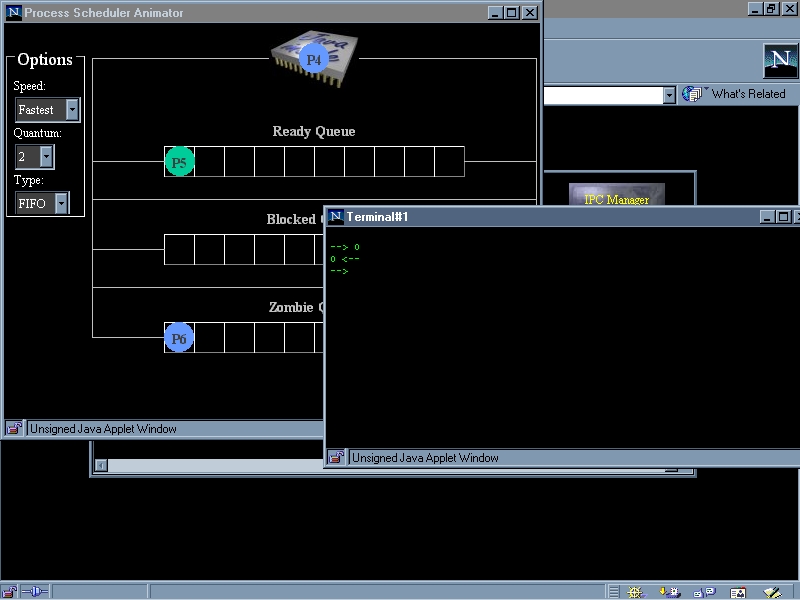 Process Scheduler Animator
Options
Speed:
Fastest
Quantum:
2
Type:
FIFO
Java
P4
Ready Queue
P5
Blocked
Zombie
P6
Unsigned Java Applet Window
N
What's Related
IPC Manager
Terminal#1
--> 0
0 <--
-->
Unsigned Java Applet Window